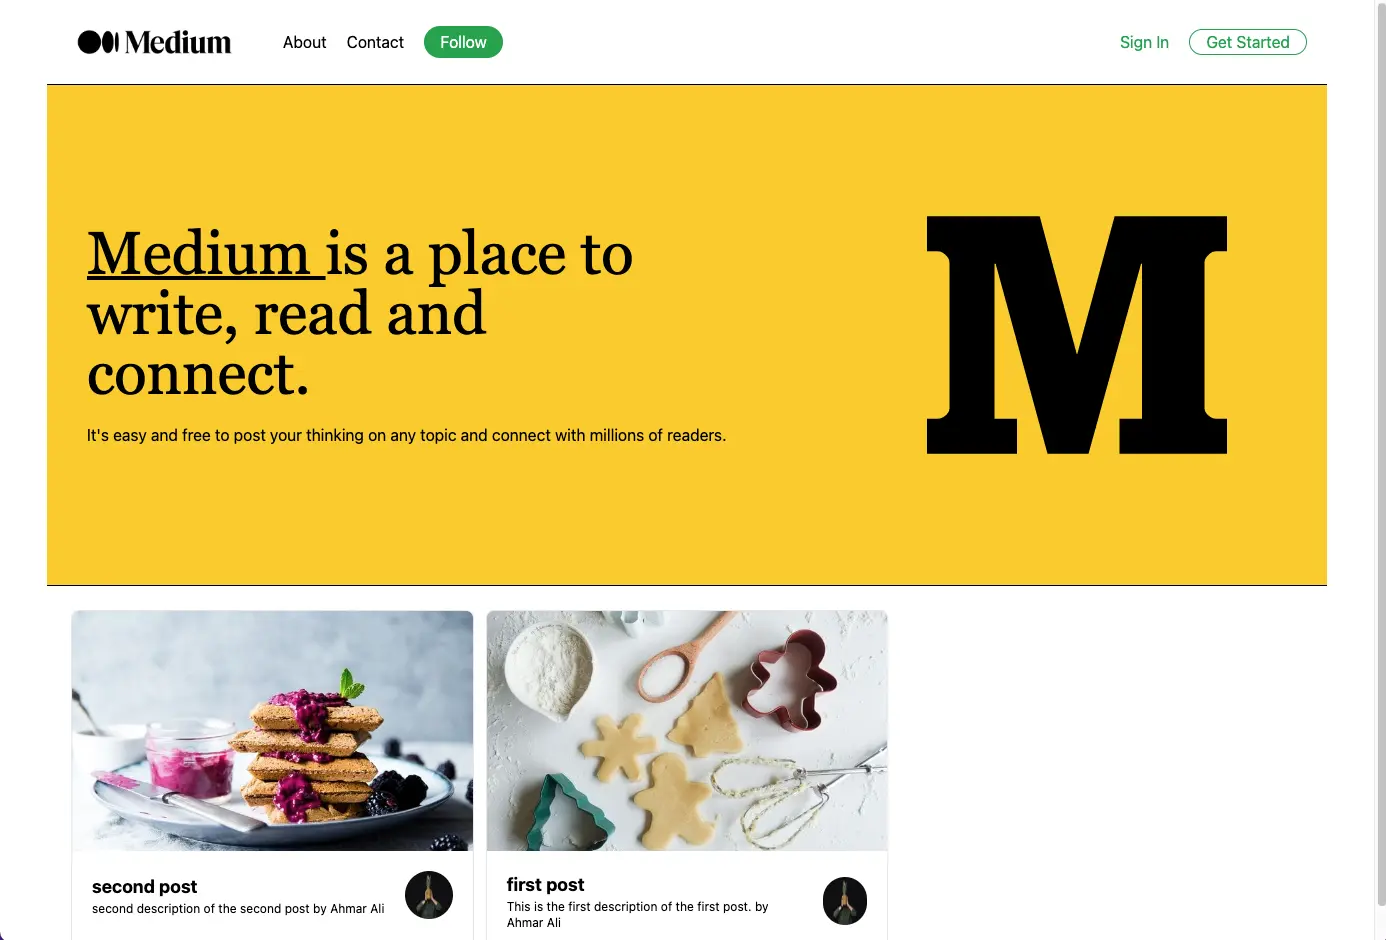 Medium About Contact Follow Sign In Get Started
Medium is a place to
write, read and
connect.
It's easy and free to post your thinking on any topic and connect with millions of readers.
M
second post
second description of the second post by Ahmar Ali
first post
This is the first description of the first post. by
Ahmar Ali